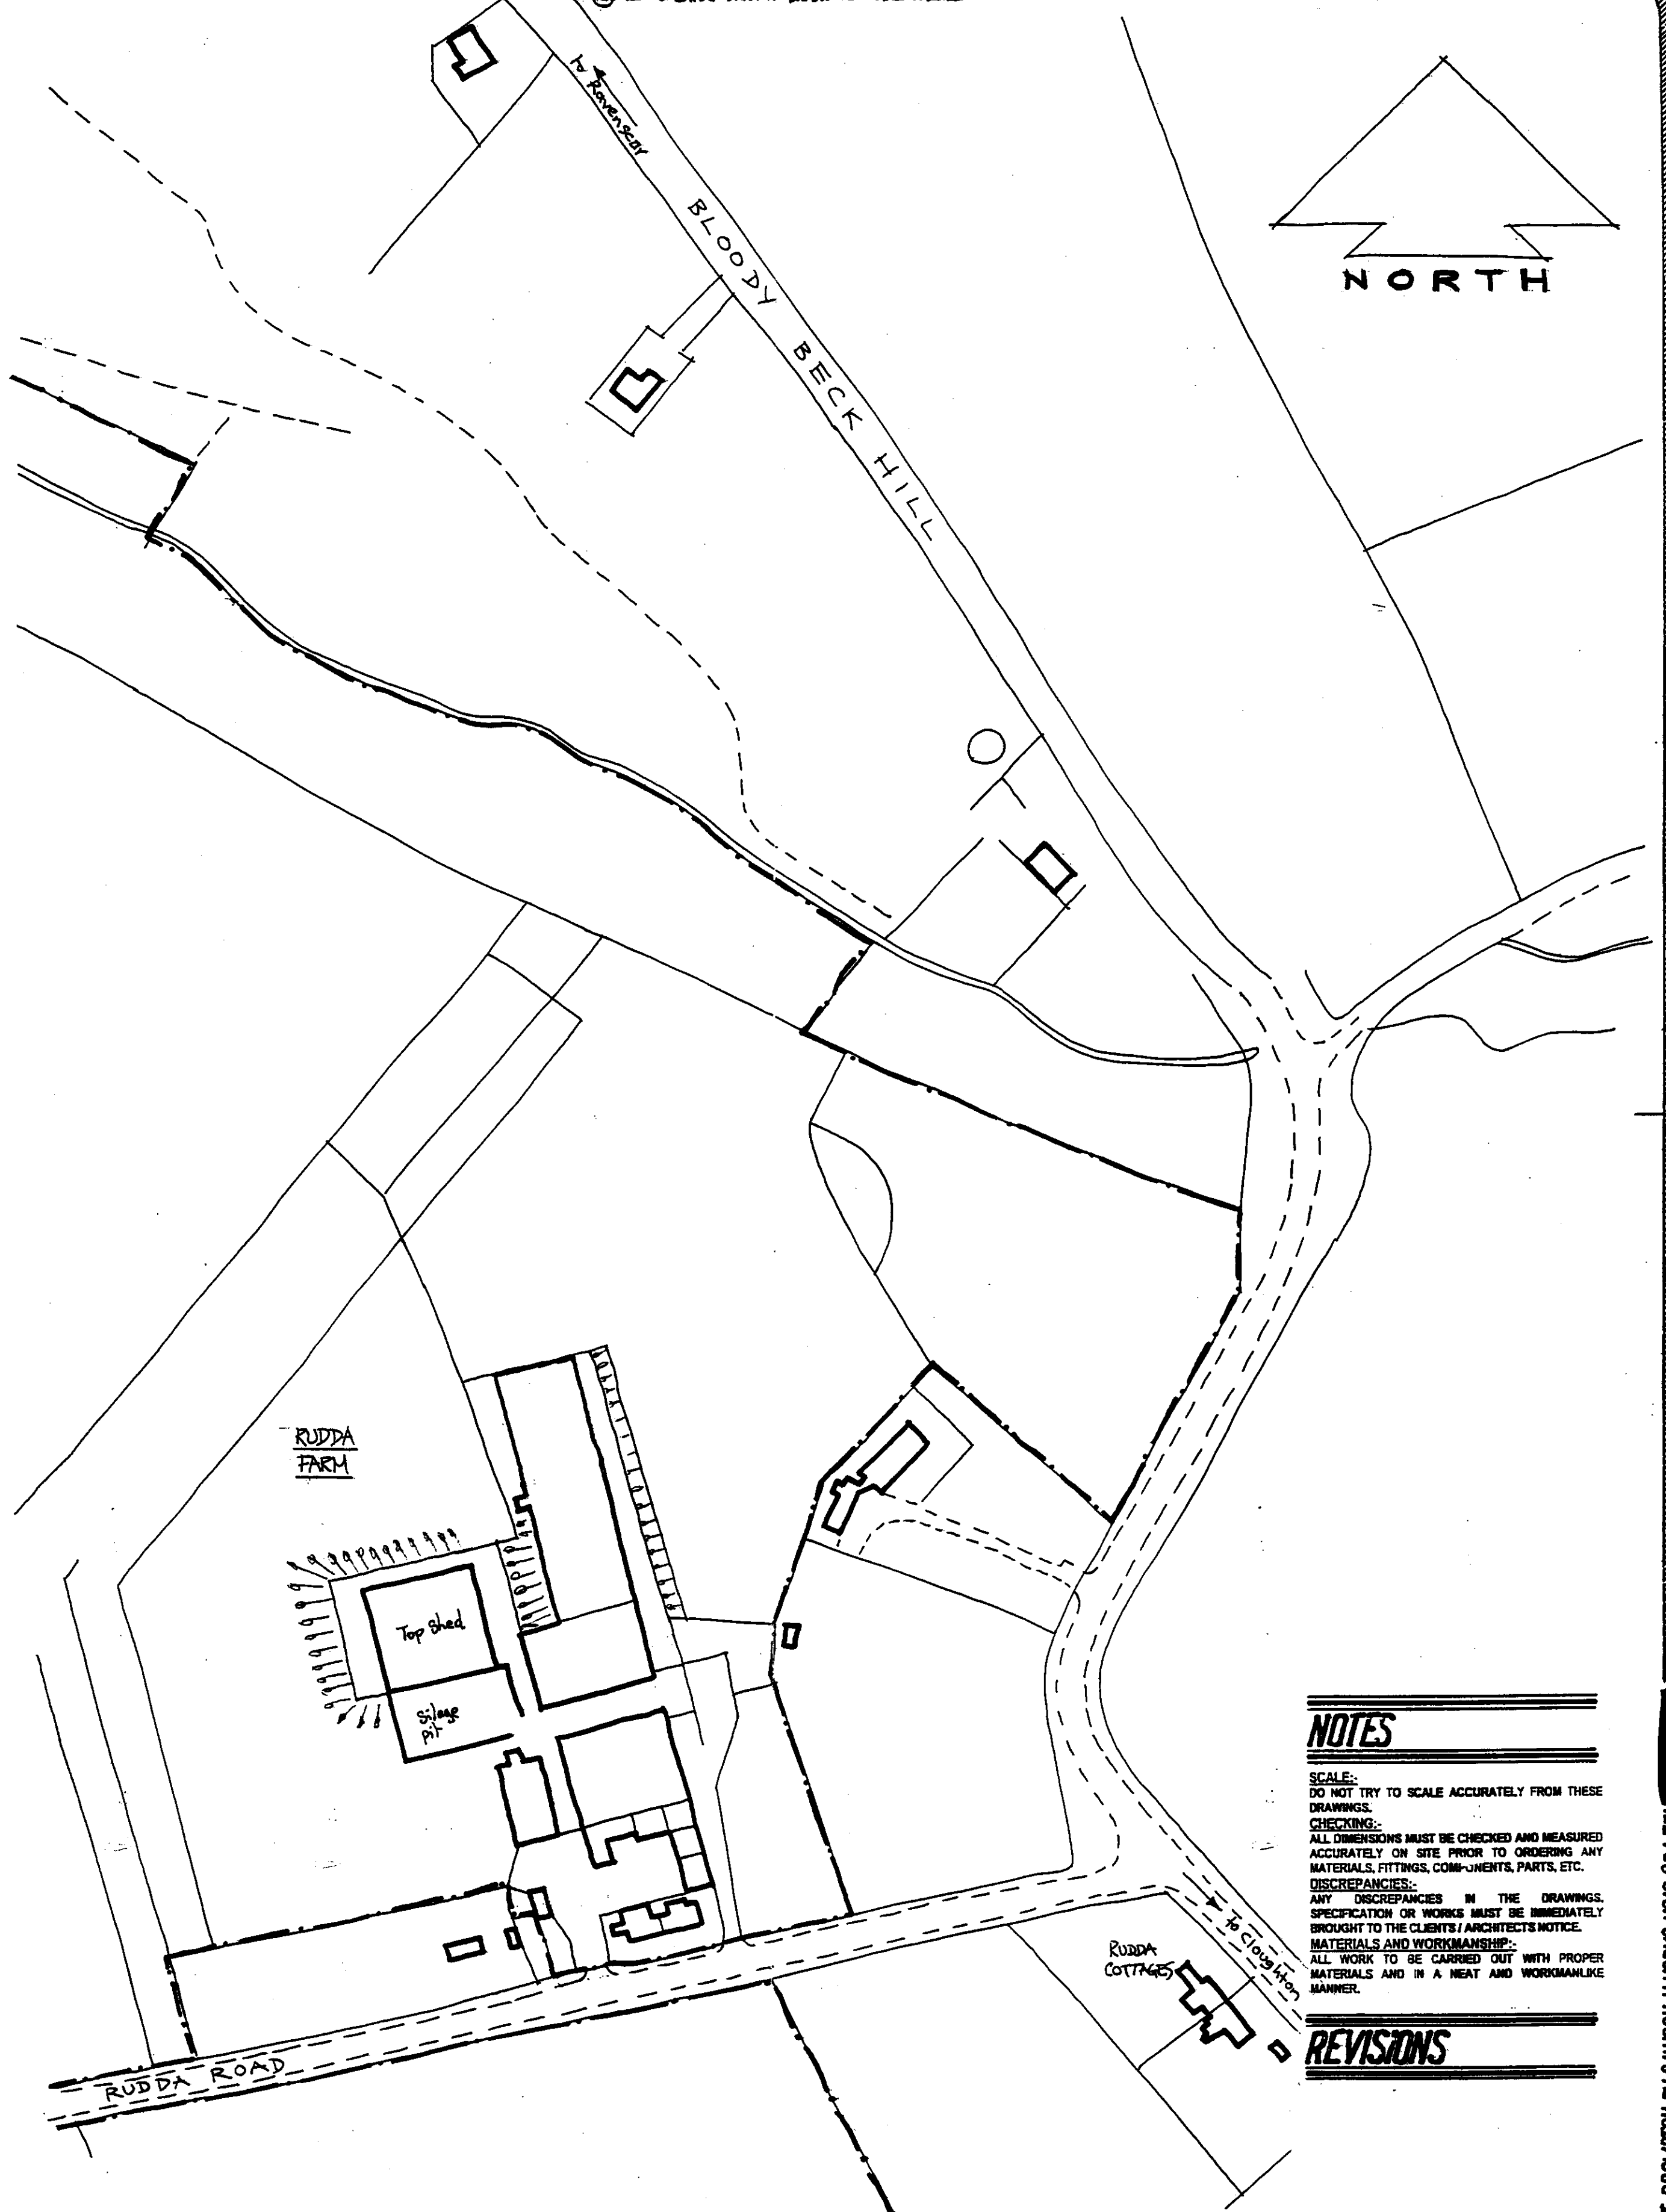 to Ravenscar
BLOODY BECK HILL
NORTH
RUDDA
FARM
Top Shed
Silage
pit
RUDDA ROAD
RUDDA
COTTAGES
To Cloughton
NOTES
SCALE:-
DO NOT TRY TO SCALE ACCURATELY FROM THESE
DRAWINGS.
CHECKING:-
ALL DIMENSIONS MUST BE CHECKED AND MEASURED
ACCURATELY ON SITE PRIOR TO ORDERING ANY
MATERIALS, FITTINGS, COMPONENTS, PARTS, ETC.
DISCREPANCIES:-
ANY DISCREPANCIES IN THE DRAWINGS,
SPECIFICATION OR WORKS MUST BE IMMEDIATELY
BROUGHT TO THE CLIENTS / ARCHITECTS NOTICE.
MATERIALS AND WORKMANSHIP:-
ALL WORK TO BE CARRIED OUT WITH PROPER
MATERIALS AND IN A NEAT AND WORKMANLIKE
MANNER.
REVISIONS